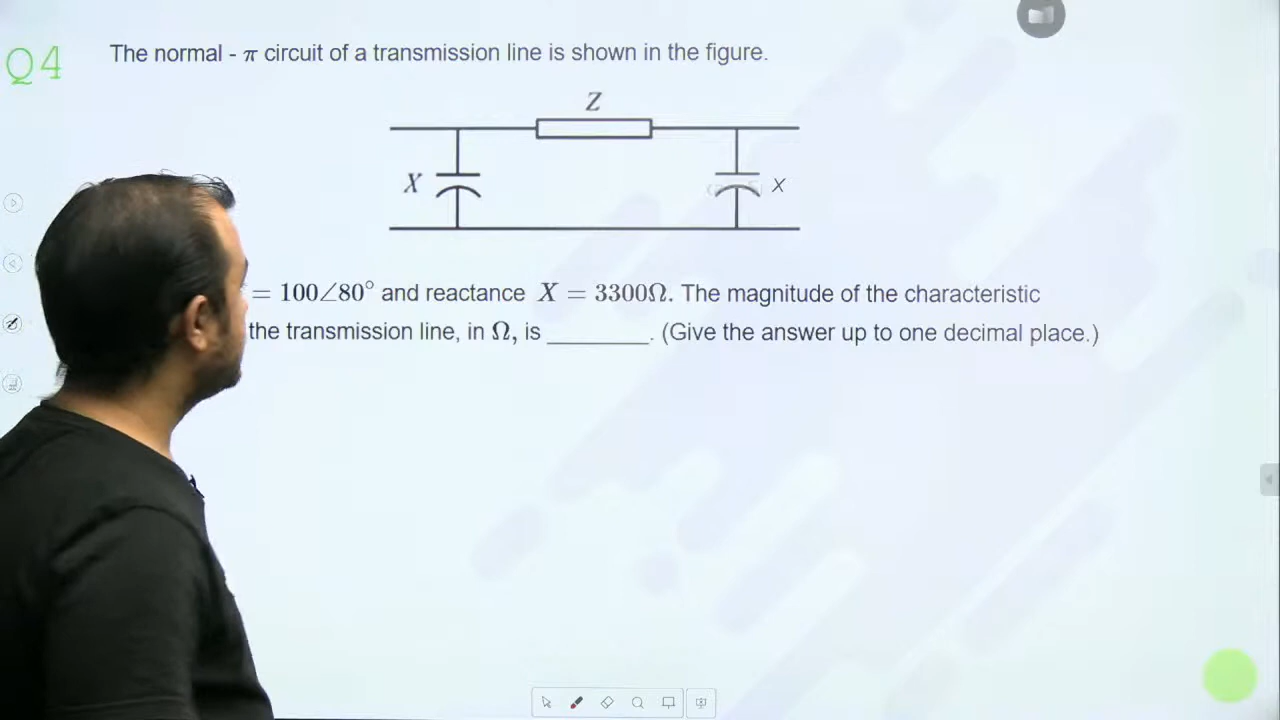 Q4
The normal - π circuit of a transmission line is shown in the figure.
Z
X
X
= 100∠80° and reactance X = 3300Ω. The magnitude of the characteristic
the transmission line, in Ω, is ________. (Give the answer up to one decimal place.)